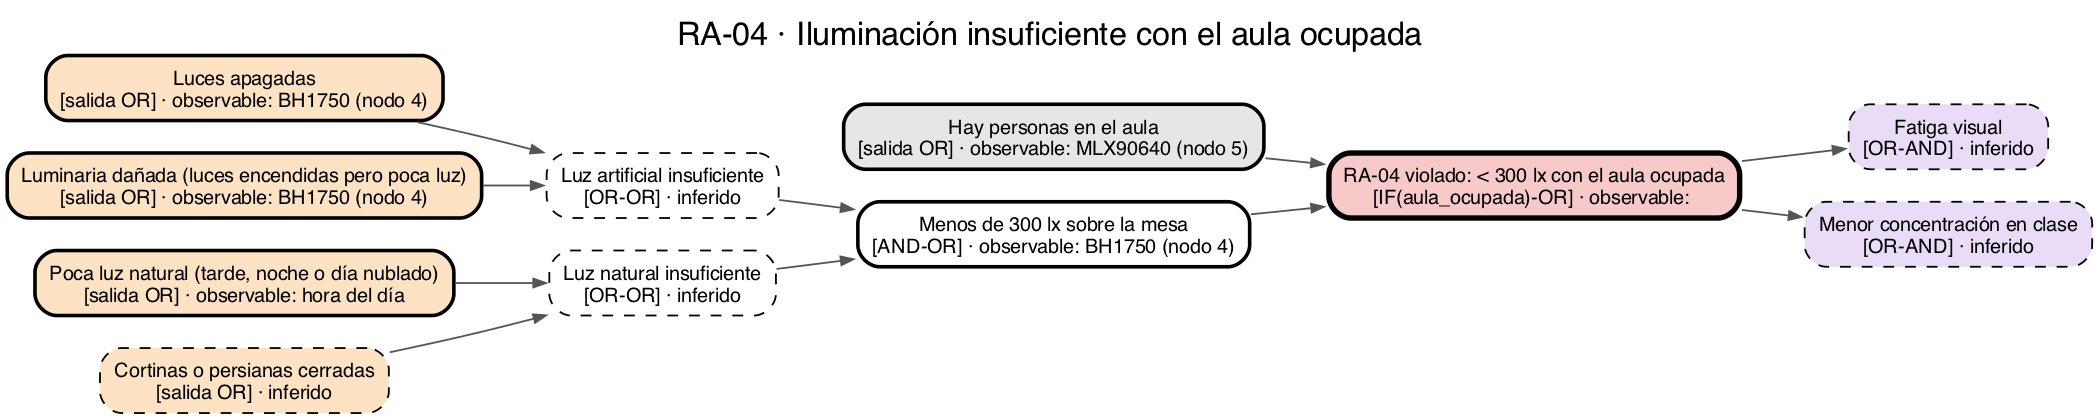 RA-04 · Iluminación insuficiente con el aula ocupada
Luces apagadas
[salida OR] · observable: BH1750 (nodo 4)
Luminaria dañada (luces encendidas pero poca luz)
[salida OR] · observable: BH1750 (nodo 4)
Poca luz natural (tarde, noche o día nublado)
[salida OR] · observable: hora del día
Cortinas o persianas cerradas
[salida OR] · inferido
Luz artificial insuficiente
[OR-OR] · inferido
Luz natural insuficiente
[OR-OR] · inferido
Hay personas en el aula
[salida OR] · observable: MLX90640 (nodo 5)
Menos de 300 lx sobre la mesa
[AND-OR] · observable: BH1750 (nodo 4)
RA-04 violado: < 300 lx con el aula ocupada
[IF(aula_ocupada)-OR] · observable:
Fatiga visual
[OR-AND] · inferido
Menor concentración en clase
[OR-AND] · inferido